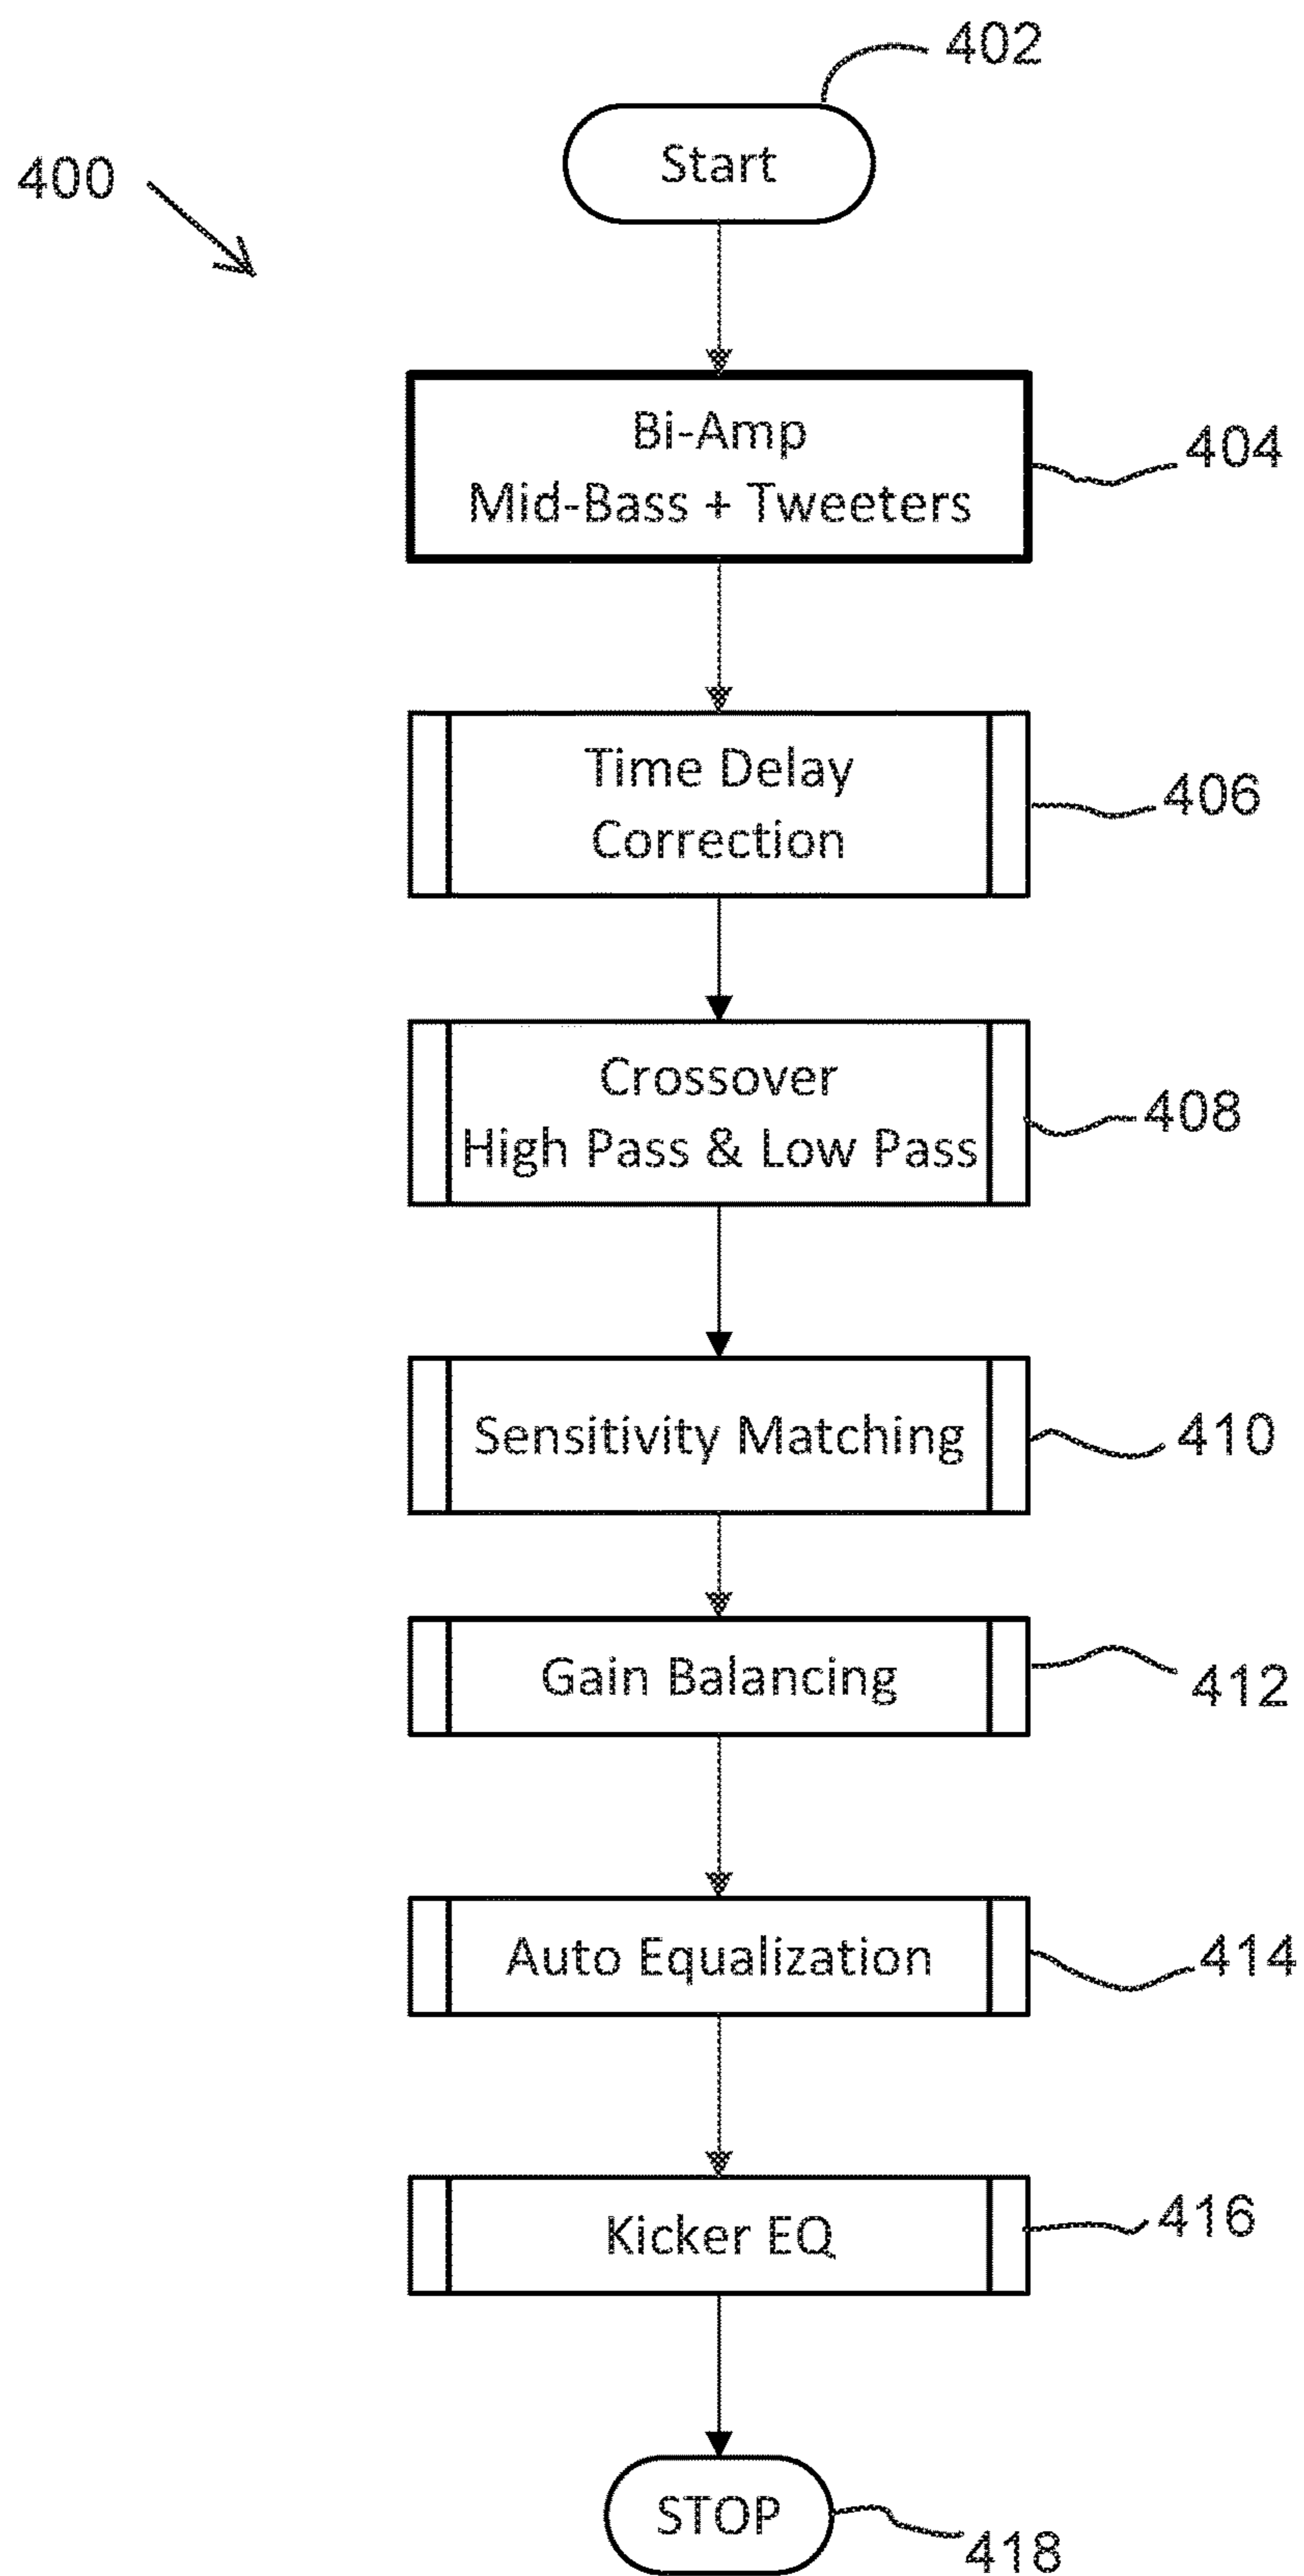 402
Start
400
Bi-Amp
Mid-Bass + Tweeters
404
Time Delay
Correction
406
Crossover
High Pass & Low Pass
408
Sensitivity Matching
410
Gain Balancing
412
Auto Equalization
414
Kicker EQ
416
STOP
418